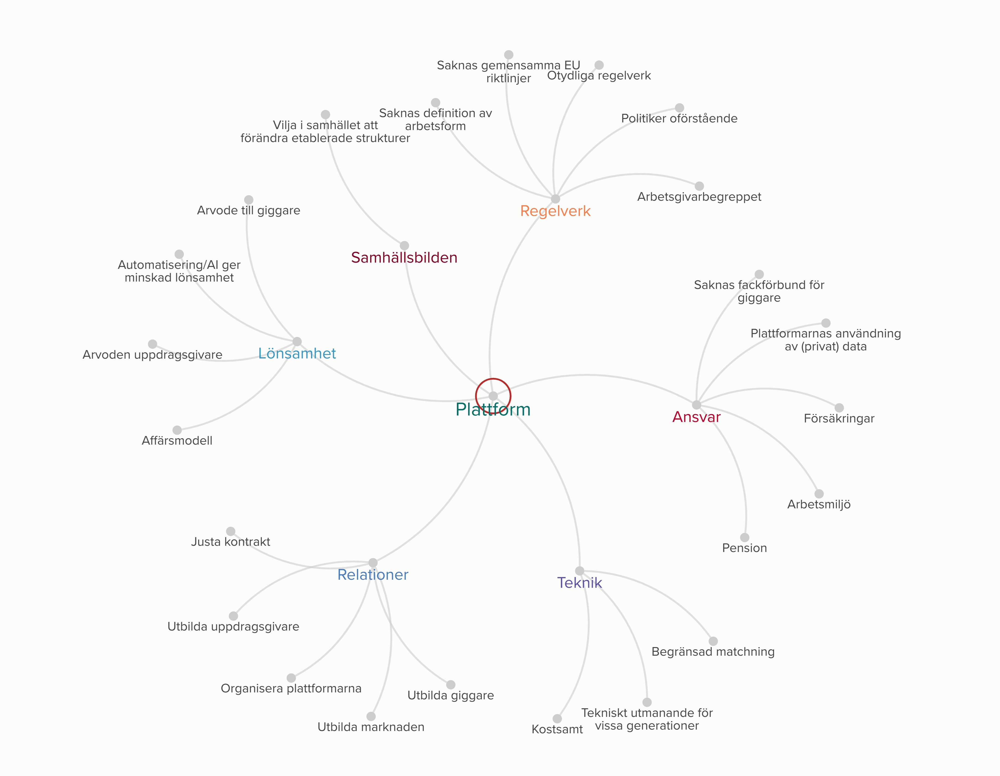 Saknas gemensamma EU
riktlinjer
Otydliga regelverk
Saknas definition av
arbetsform
Politiker oförstående
Vilja i samhället att
förändra etablerade strukturer
Arbetsgivarbegreppet
Regelverk
Arvode till giggare
Samhällsbilden
Automatisering/AI ger
minskad lönsamhet
Saknas fackförbund för
giggare
Plattformarnas användning
av (privat) data
Arvoden uppdragsgivare
Lönsamhet
Plattform
Ansvar
Försäkringar
Affärsmodell
Arbetsmiljö
Justa kontrakt
Pension
Relationer
Teknik
Utbilda uppdragsgivare
Begränsad matchning
Organisera plattformarna
Utbilda giggare
Tekniskt utmanande för
vissa generationer
Utbilda marknaden
Kostsamt